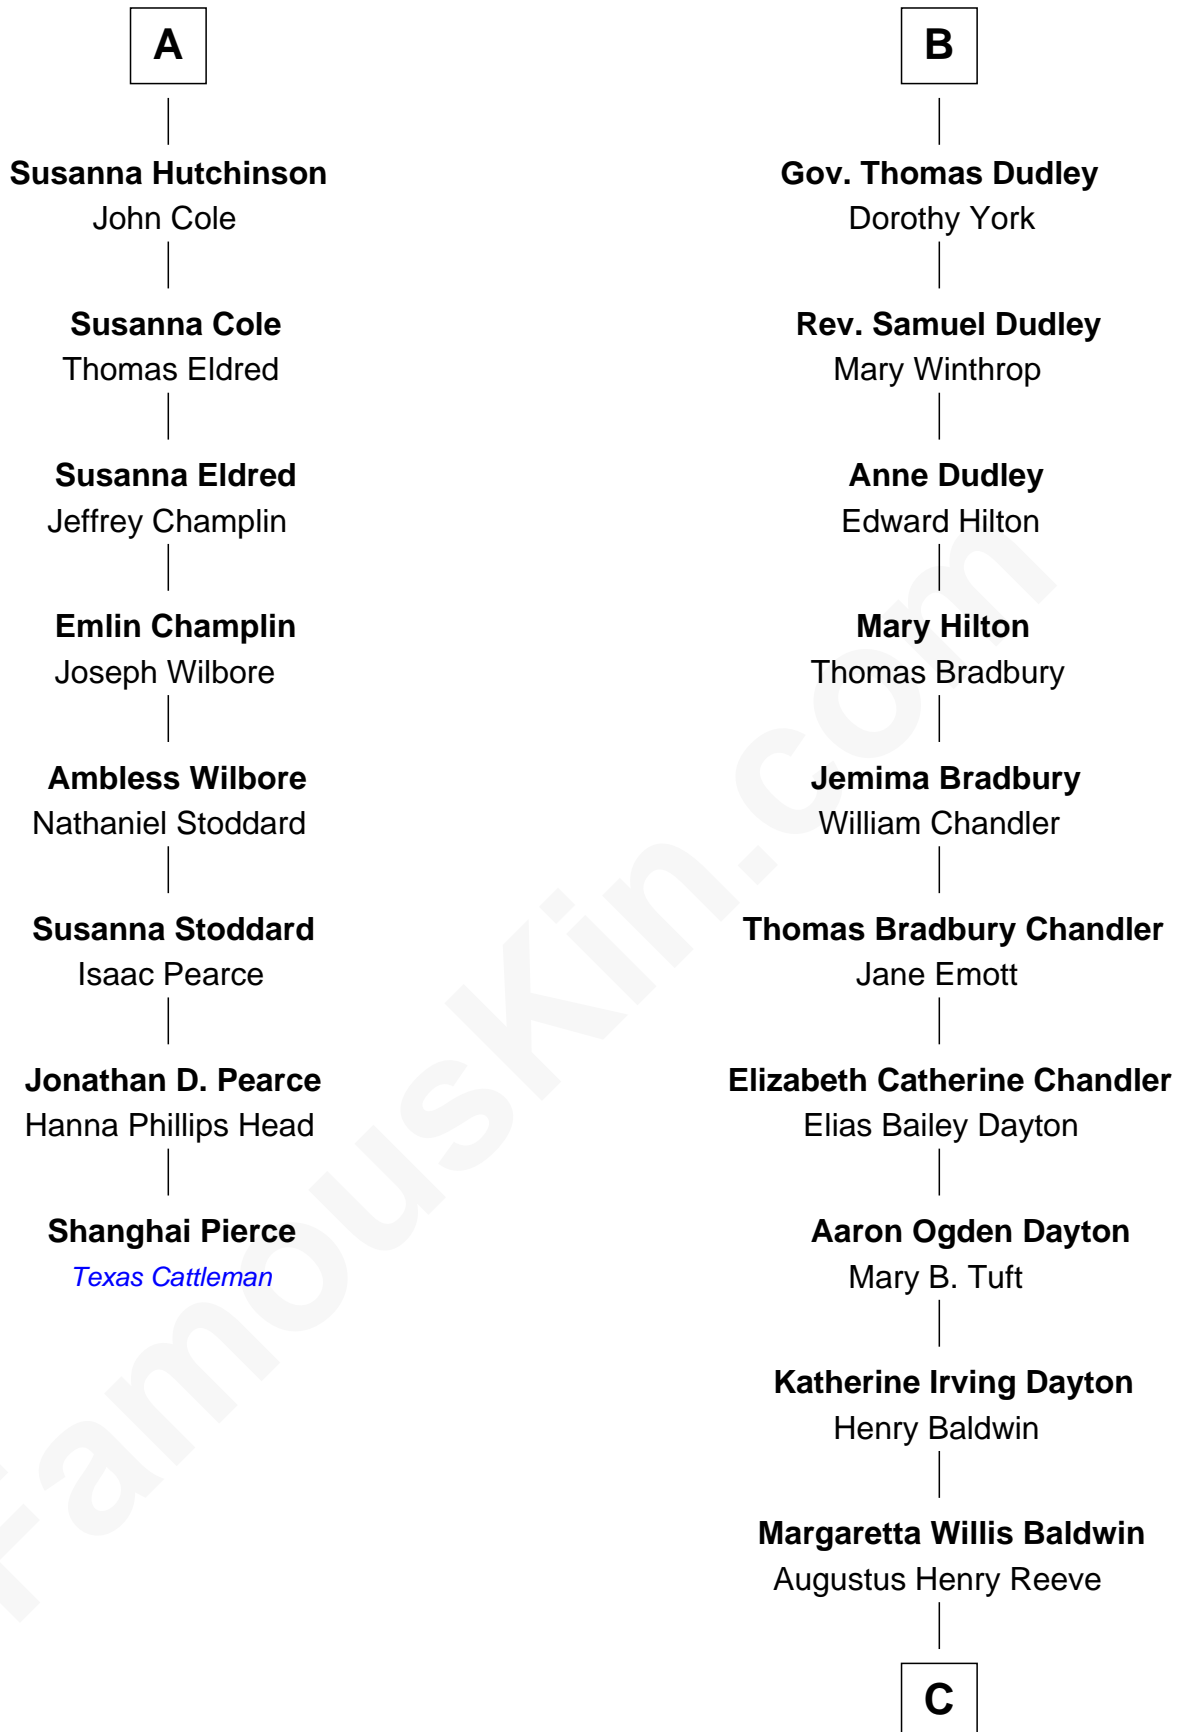 A
Susanna Hutchinson
John Cole
Susanna Cole
Thomas Eldred
Susanna Eldred
Jeffrey Champlin
Emlin Champlin
Joseph Wilbore
Ambless Wilbore
Nathaniel Stoddard
Susanna Stoddard
Isaac Pearce
Jonathan D. Pearce
Hanna Phillips Head
Shanghai Pierce
Texas Cattleman
B
Gov. Thomas Dudley
Dorothy York
Rev. Samuel Dudley
Mary Winthrop
Anne Dudley
Edward Hilton
Mary Hilton
Thomas Bradbury
Jemima Bradbury
William Chandler
Thomas Bradbury Chandler
Jane Emott
Elizabeth Catherine Chandler
Elias Bailey Dayton
Aaron Ogden Dayton
Mary B. Tuft
Katherine Irving Dayton
Henry Baldwin
Margaretta Willis Baldwin
Augustus Henry Reeve
C
FamousKin.com